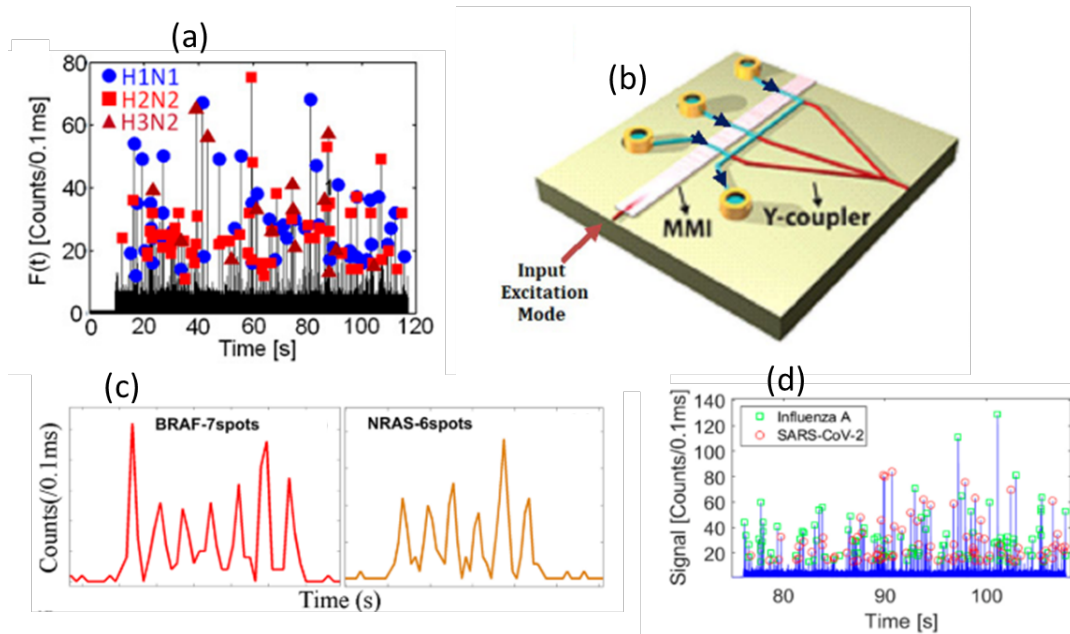 (a)
H1N1
H2N2
H3N2
80
60
40
20
0
F(t) [Counts/0.1ms]
0 20 40 60 80 100 120
Time [s]
(b)
MMI
Y-coupler
Input
Excitation
Mode
(c)
BRAF-7spots
NRAS-6spots
Counts(/0.1ms)
Time (s)
(d)
Influenza A
SARS-CoV-2
140
120
100
80
60
40
20
Signal [Counts/0.1ms]
80 90 100
Time [s]